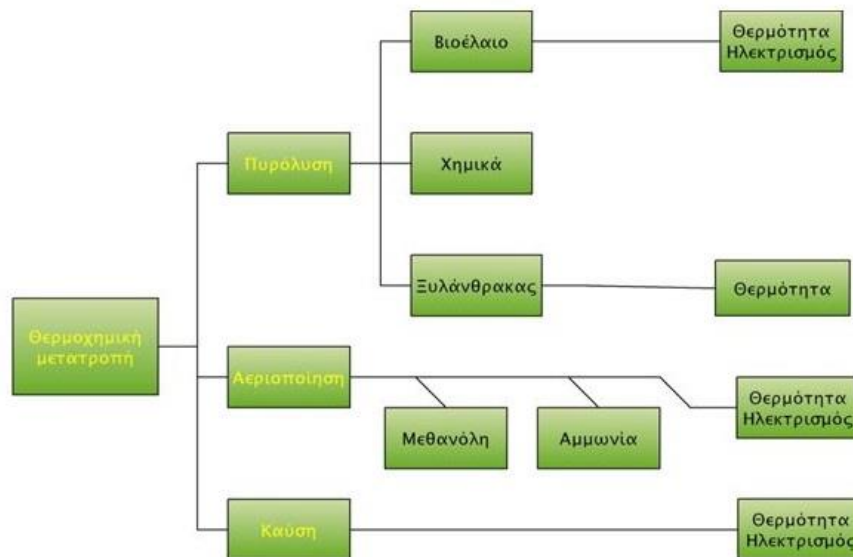 Βιοέλαιο
Θερμότητα
Ηλεκτρισμός
Πυρόλυση
Χημικά
Ξυλάνθρακας
Θερμότητα
Θερμοχημική
μετατροπή
Αεριοποίηση
Μεθανόλη
Αμμωνία
Θερμότητα
Ηλεκτρισμός
Καύση
Θερμότητα
Ηλεκτρισμός